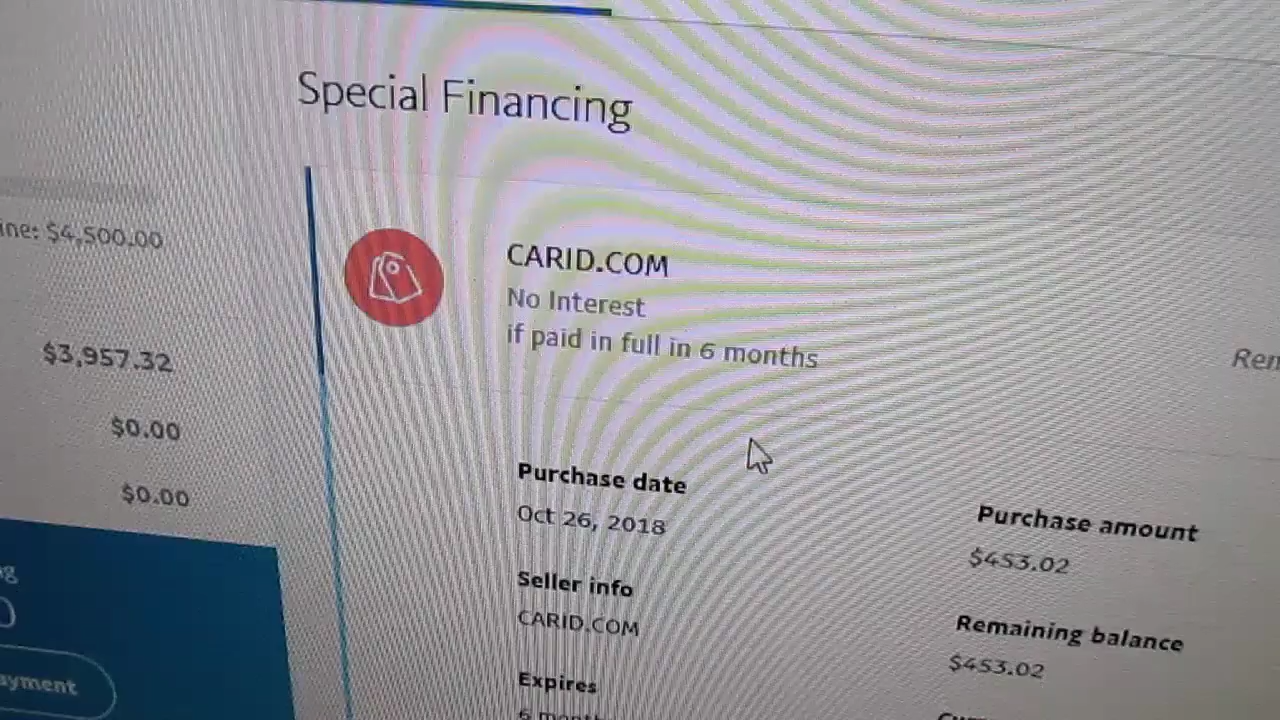 Special Financing
$4,500.00
CARID.COM
No Interest
if paid in full in 6 months
$3,957.32
$0.00
$0.00
Purchase date
Oct 26, 2018
Purchase amount
$453.02
Seller info
CARID.COM
Remaining balance
$453.02
Expires